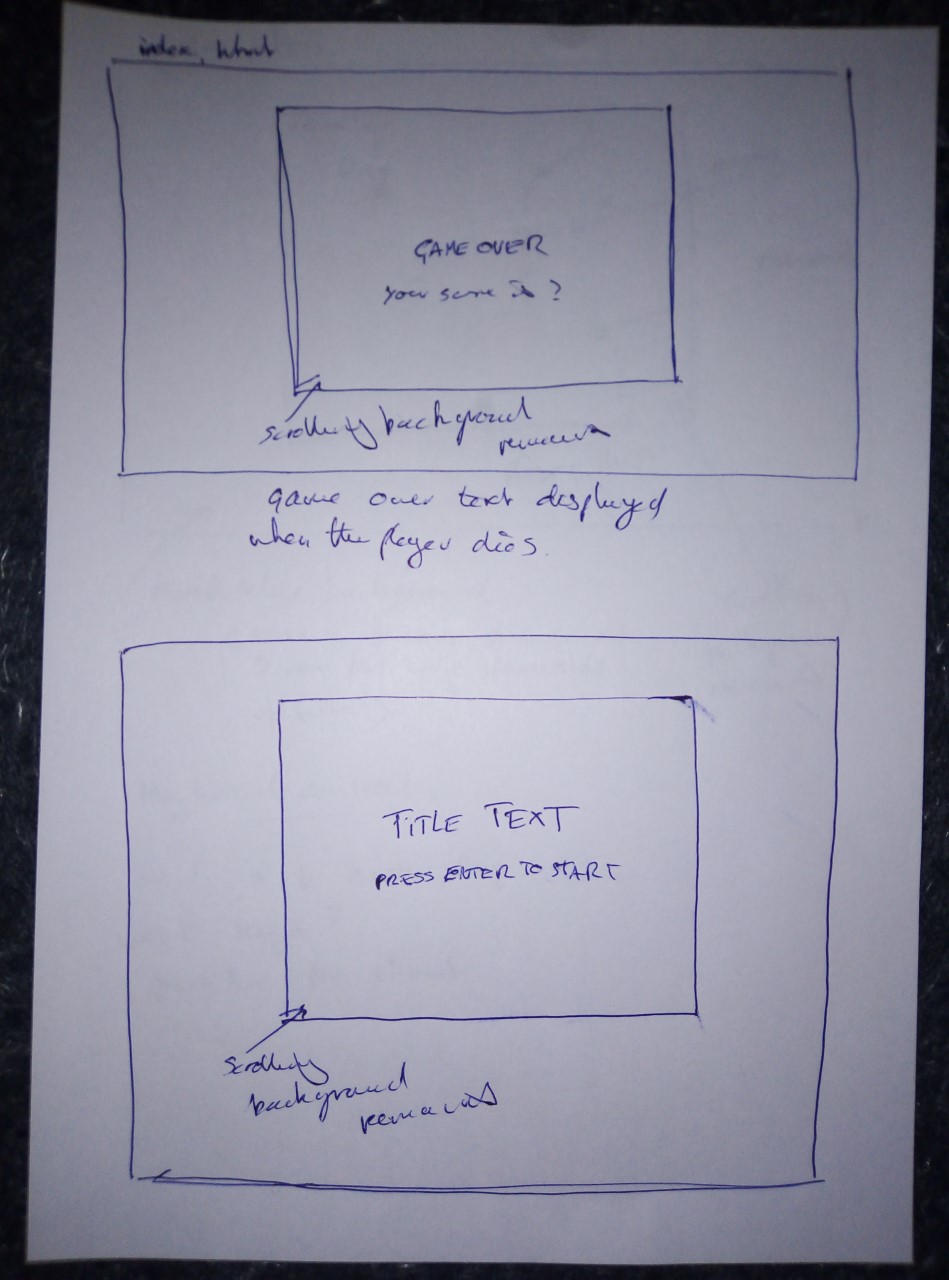 index.html
GAME OVER
your score is ?
scrolling background
remains
game over text displayed
when the player dies.
TITLE TEXT
PRESS ENTER TO START
scrolling
background
remains